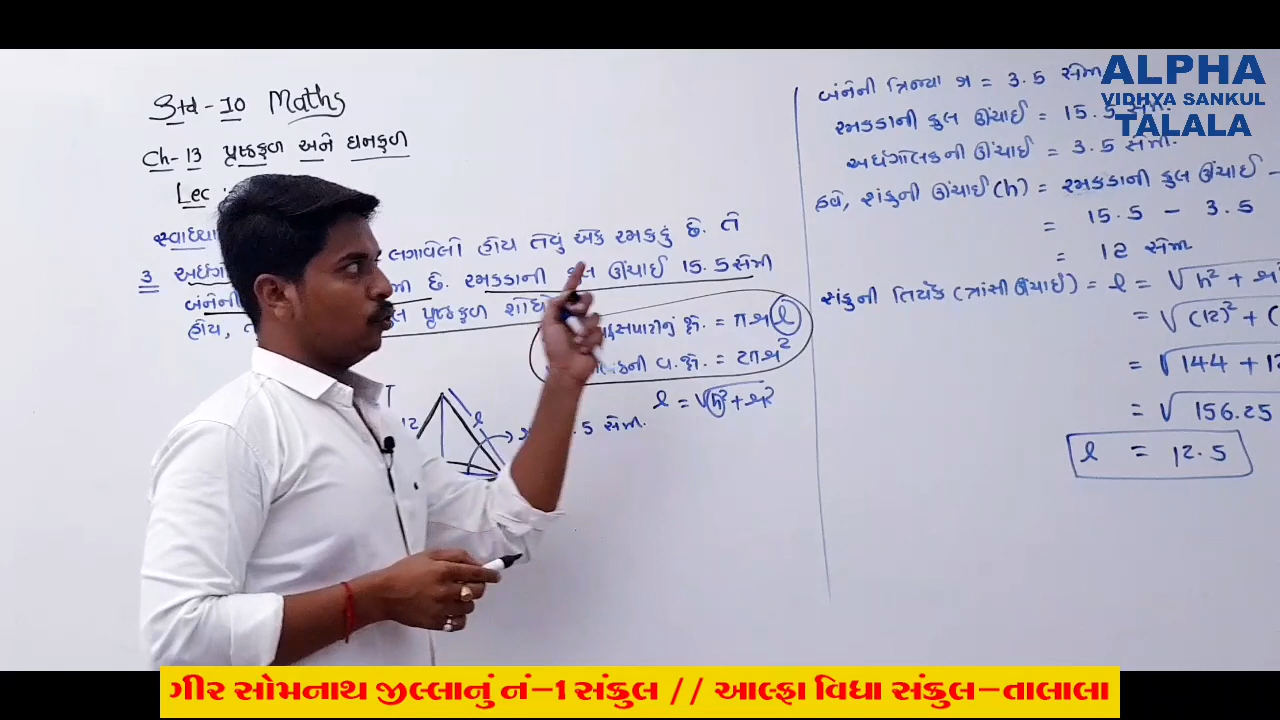 Std - 10 Maths
Ch - 13 પૃષ્ઠફળ અને ઘનફળ
Lec
સ્વાધ્યા
3 અર્ધગ લગાવેલો હોય તેવું એક રમકડું છે. તે
બંનેની મી છે. રમકડાની કુલ ઊંચાઈ 15.5 સેમી
હોય, ત કુલ પૃષ્ઠફળ શોધો
સપાટીનું ક્ષે. = πrl
ની વ.ક્ષે. = 2πr²
l = √h²+r²
12
l
.5 સેમી.
બંનેની ત્રિજ્યા r = 3.5 સેમી
રમકડાની કુલ ઊંચાઈ = 15.5 સેમી.
અર્ધગોલકની ઊંચાઈ = 3.5 સેમી.
હવે, શંકુની ઊંચાઈ (h) = રમકડાની કુલ ઊંચાઈ -
= 15.5 - 3.5
= 12 સેમી
શંકુની તિર્યક (ત્રાંસી ઊંચાઈ) = l = √h² + r²
= √(12)² + (
= √144 + 12
= √156.25
l = 12.5
ALPHA
VIDHYA SANKUL
TALALA
ગીર સોમનાથ જીલ્લાનું નં-1 સંકુલ // આલ્ફા વિધા સંકુલ-તાલાલા